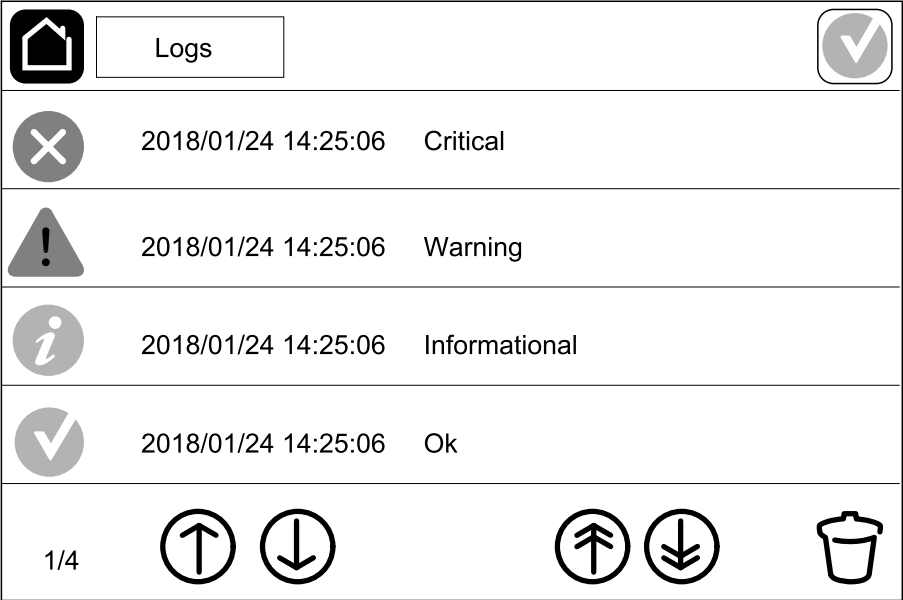 Logs
2018/01/24 14:25:06 Critical
2018/01/24 14:25:06 Warning
2018/01/24 14:25:06 Informational
2018/01/24 14:25:06 Ok
1/4